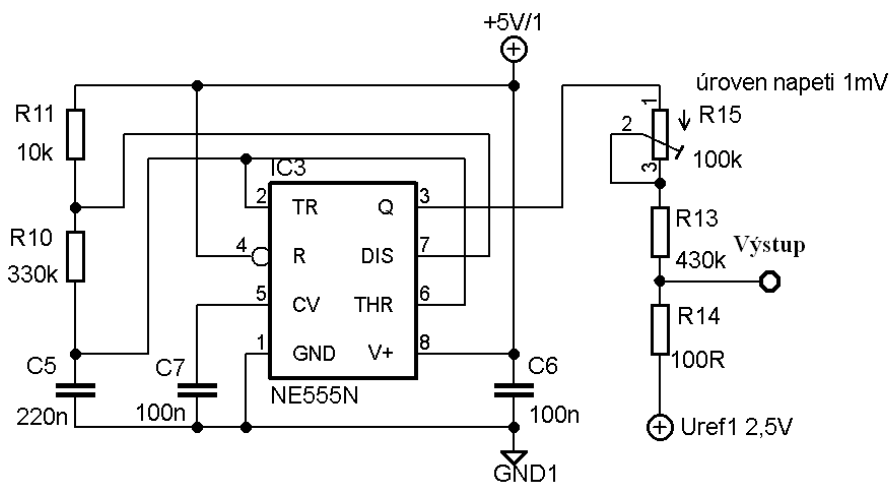 +5V/1
úroven napeti 1mV
R11
10k
1
R15
2
100k
3
IC3
2
TR
Q
3
R10
330k
4
R
DIS
7
R13
430k
Výstup
5
CV
THR
6
C5
220n
C7
100n
1
GND
V+
8
C6
100n
R14
100R
NE555N
Uref1 2,5V
GND1